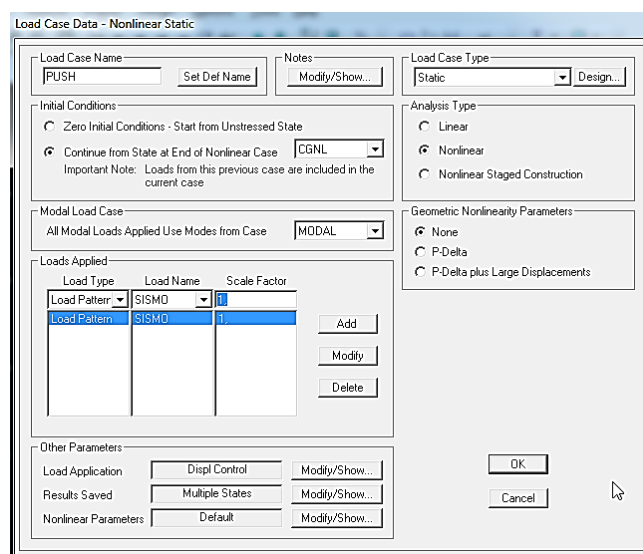 Load Case Data - Nonlinear Static
Load Case Name
PUSH
Set Def Name
Notes
Modify/Show...
Load Case Type
Static
Design...
Initial Conditions
Zero Initial Conditions - Start from Unstressed State
Continue from State at End of Nonlinear Case
CGNL
Important Note: Loads from this previous case are included in the
current case
Analysis Type
Linear
Nonlinear
Nonlinear Staged Construction
Modal Load Case
All Modal Loads Applied Use Modes from Case
MODAL
Geometric Nonlinearity Parameters
None
P-Delta
P-Delta plus Large Displacements
Loads Applied
Load Type Load Name Scale Factor
Load Pattern SISMO 1,
Load Pattern SISMO 1,
Add
Modify
Delete
Other Parameters
Load Application Displ Control Modify/Show...
Results Saved Multiple States Modify/Show...
Nonlinear Parameters Default Modify/Show...
OK
Cancel